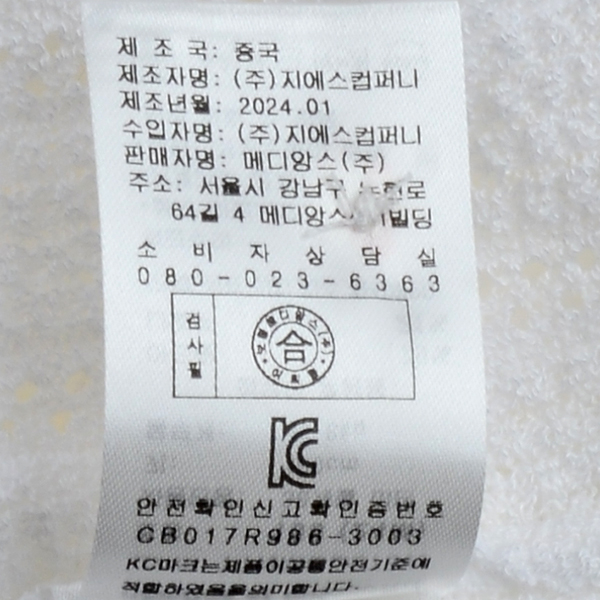 제 조 국: 중국
제조자명: (주)지에스컴퍼니
제조년월: 2024.01
수입자명: (주)지에스컴퍼니
판매자명: 메디앙스(주)
주소: 서울시 강남구
64길 4
소 비 자 상 담 실
080-023-6363
검사필
合
KC
안전확인신고확인증번호
CB017R986-3003
KC마크는제품이공통안전기준에
적합하였음을의미합니다.